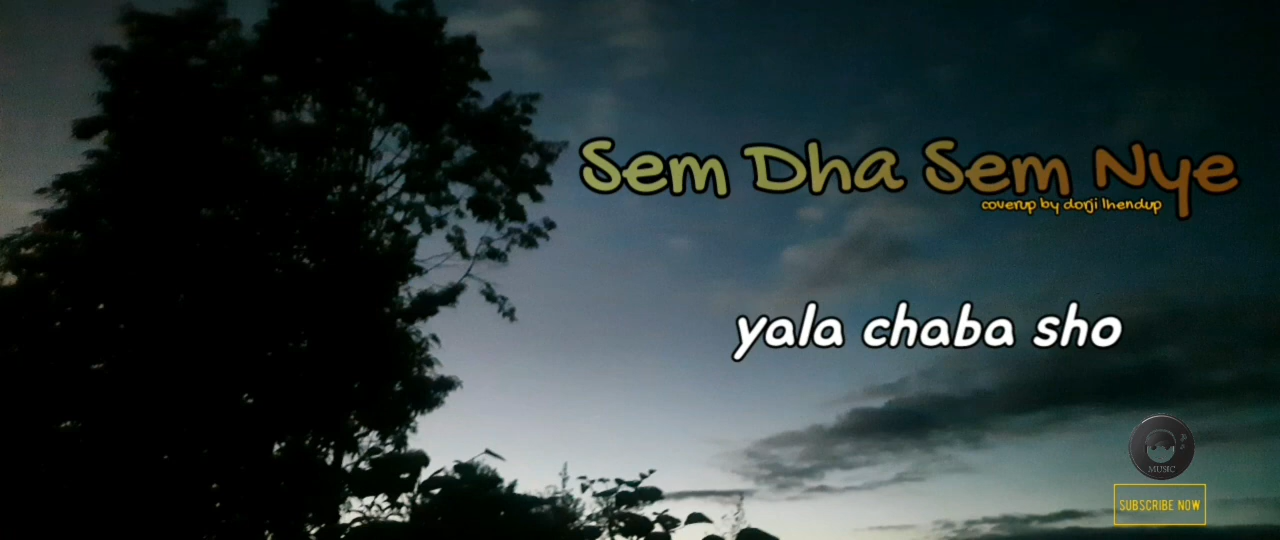 Sem Dha Sem Nye
coverup by dorji lhendup
yala chaba sho
MUSIC
SUBSCRIBE NOW